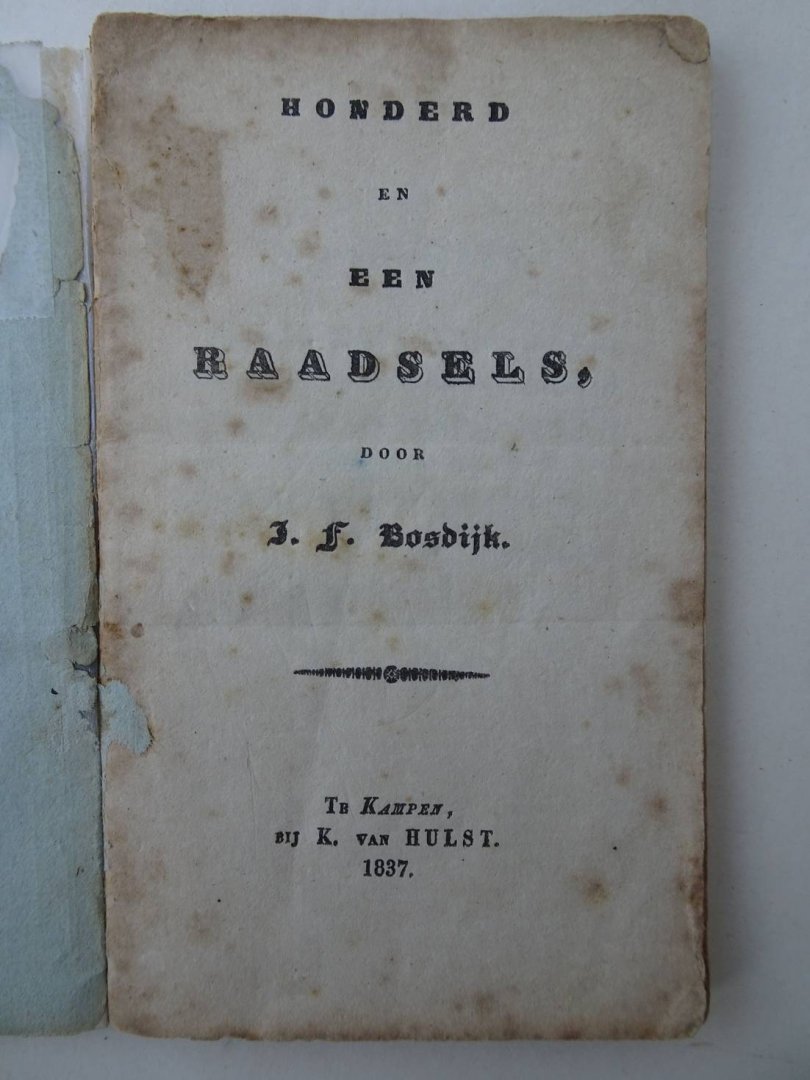 HONDERD
EN
EEN
RAADSELS,
DOOR
J. F. Bosdijk.
TE KAMPEN,
BIJ K. VAN HULST.
1837.